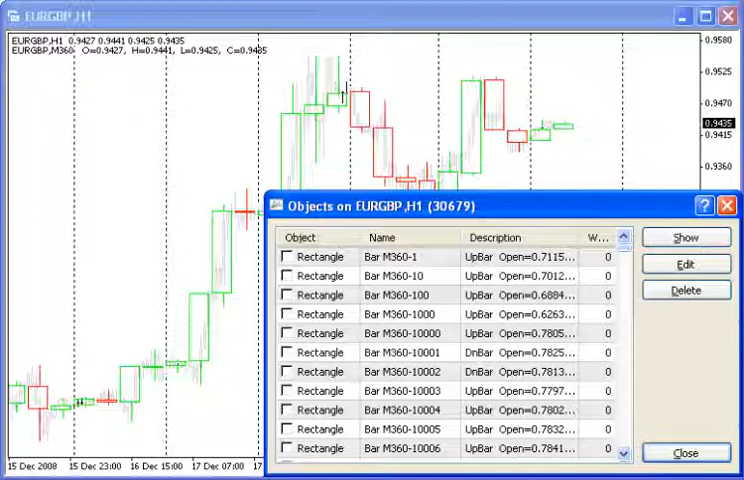 EURGBP,H1
EURGBP,H1 0.9427 0.9441 0.9425 0.9435
EURGBP,M360 O=0.9427, H=0.9441, L=0.9425, C=0.9435
0.9580
0.9525
0.9470
0.9435
0.9415
0.9360
Objects on EURGBP,H1 (30679)
Object Name Description W...
Rectangle Bar M360-1 UpBar Open=0.7115... 0
Rectangle Bar M360-10 UpBar Open=0.7012... 0
Rectangle Bar M360-100 UpBar Open=0.6884... 0
Rectangle Bar M360-1000 UpBar Open=0.6263... 0
Rectangle Bar M360-10000 UpBar Open=0.7805... 0
Rectangle Bar M360-10001 DnBar Open=0.7825... 0
Rectangle Bar M360-10002 DnBar Open=0.7813... 0
Rectangle Bar M360-10003 UpBar Open=0.7797... 0
Rectangle Bar M360-10004 UpBar Open=0.7802... 0
Rectangle Bar M360-10005 UpBar Open=0.7832... 0
Rectangle Bar M360-10006 UpBar Open=0.7841... 0
Show
Edit
Delete
Close
15 Dec 2008 15 Dec 23:00 16 Dec 15:00 17 Dec 07:00 17